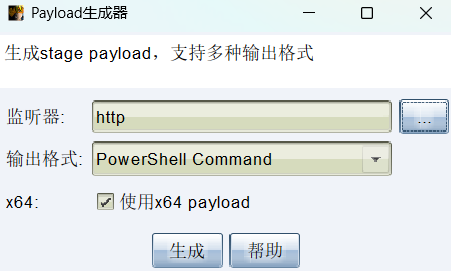 Payload生成器
生成stage payload，支持多种输出格式
监听器: http ...
输出格式: PowerShell Command
x64: 使用x64 payload
生成 帮助